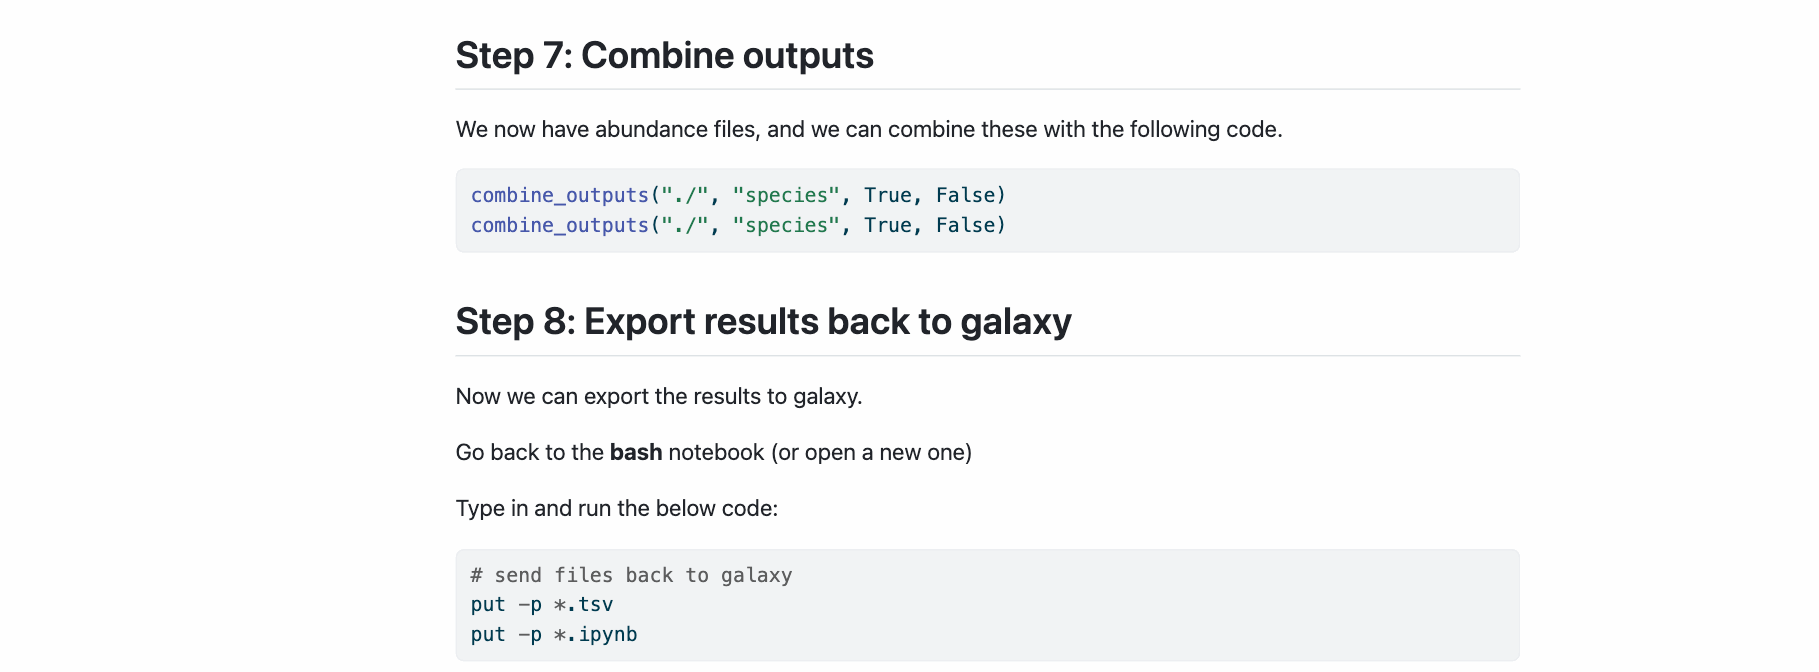 Step 7: Combine outputs
We now have abundance files, and we can combine these with the following code.
combine_outputs("./", "species", True, False)
combine_outputs("./", "species", True, False)
Step 8: Export results back to galaxy
Now we can export the results to galaxy.
Go back to the bash notebook (or open a new one)
Type in and run the below code:
# send files back to galaxy
put -p *.tsv
put -p *.ipynb